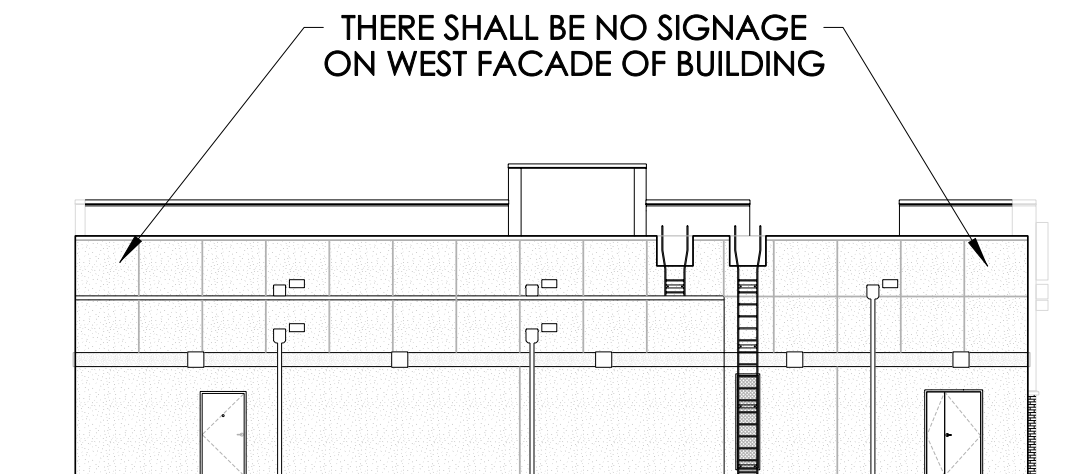 THERE SHALL BE NO SIGNAGE
ON WEST FACADE OF BUILDING